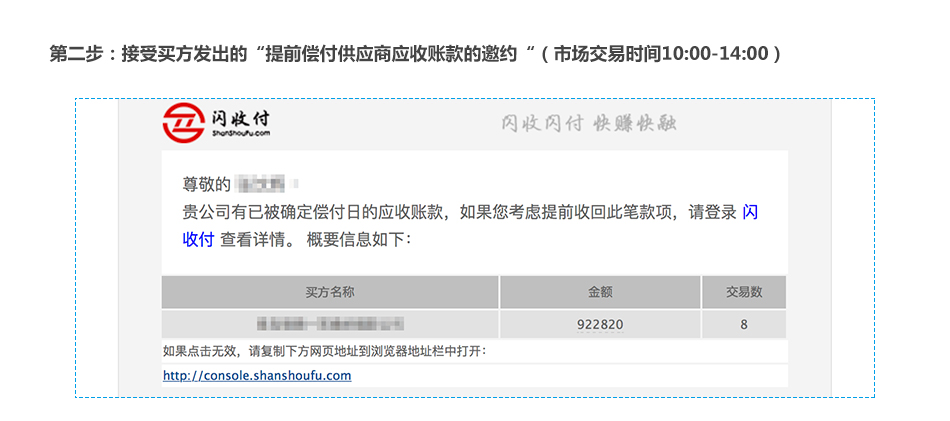 第二步：接受买方发出的“提前偿付供应商应收账款的邀约“（市场交易时间10:00-14:00）
闪收付
ShanShouFu.com
闪收闪付 快赚快融
尊敬的
贵公司有已被确定偿付日的应收账款，如果您考虑提前收回此笔款项，请登录 闪
收付 查看详情。 概要信息如下：
买方名称 金额 交易数
922820 8
如果点击无效，请复制下方网页地址到浏览器地址栏中打开：
http://console.shanshoufu.com